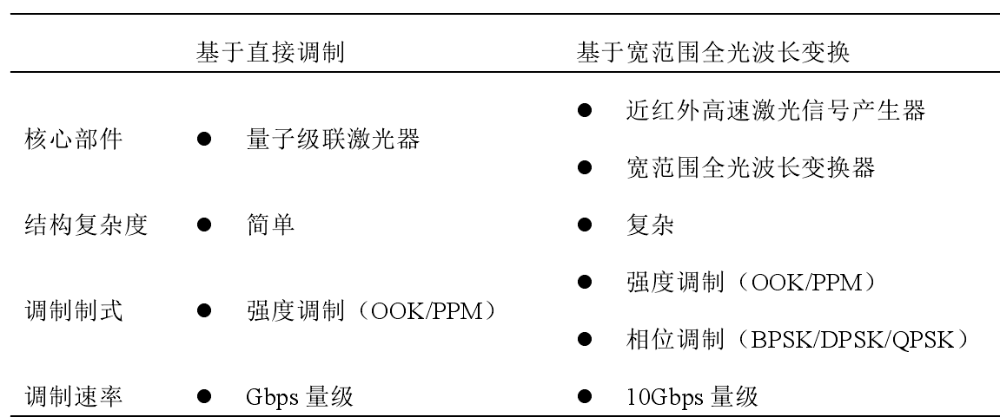 基于直接调制 基于宽范围全光波长变换
● 近红外高速激光信号产生器
核心部件 ● 量子级联激光器
● 宽范围全光波长变换器
结构复杂度 ● 简单 ● 复杂
● 强度调制（OOK/PPM）
调制制式 ● 强度调制（OOK/PPM）
● 相位调制（BPSK/DPSK/QPSK）
调制速率 ● Gbps 量级 ● 10Gbps 量级